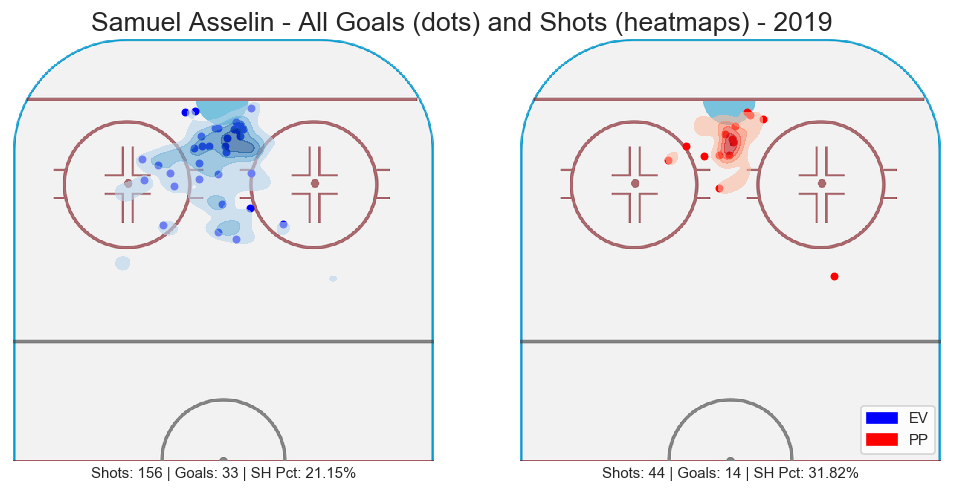 Samuel Asselin - All Goals (dots) and Shots (heatmaps) - 2019
EV
PP
Shots: 156 | Goals: 33 | SH Pct: 21.15%
Shots: 44 | Goals: 14 | SH Pct: 31.82%